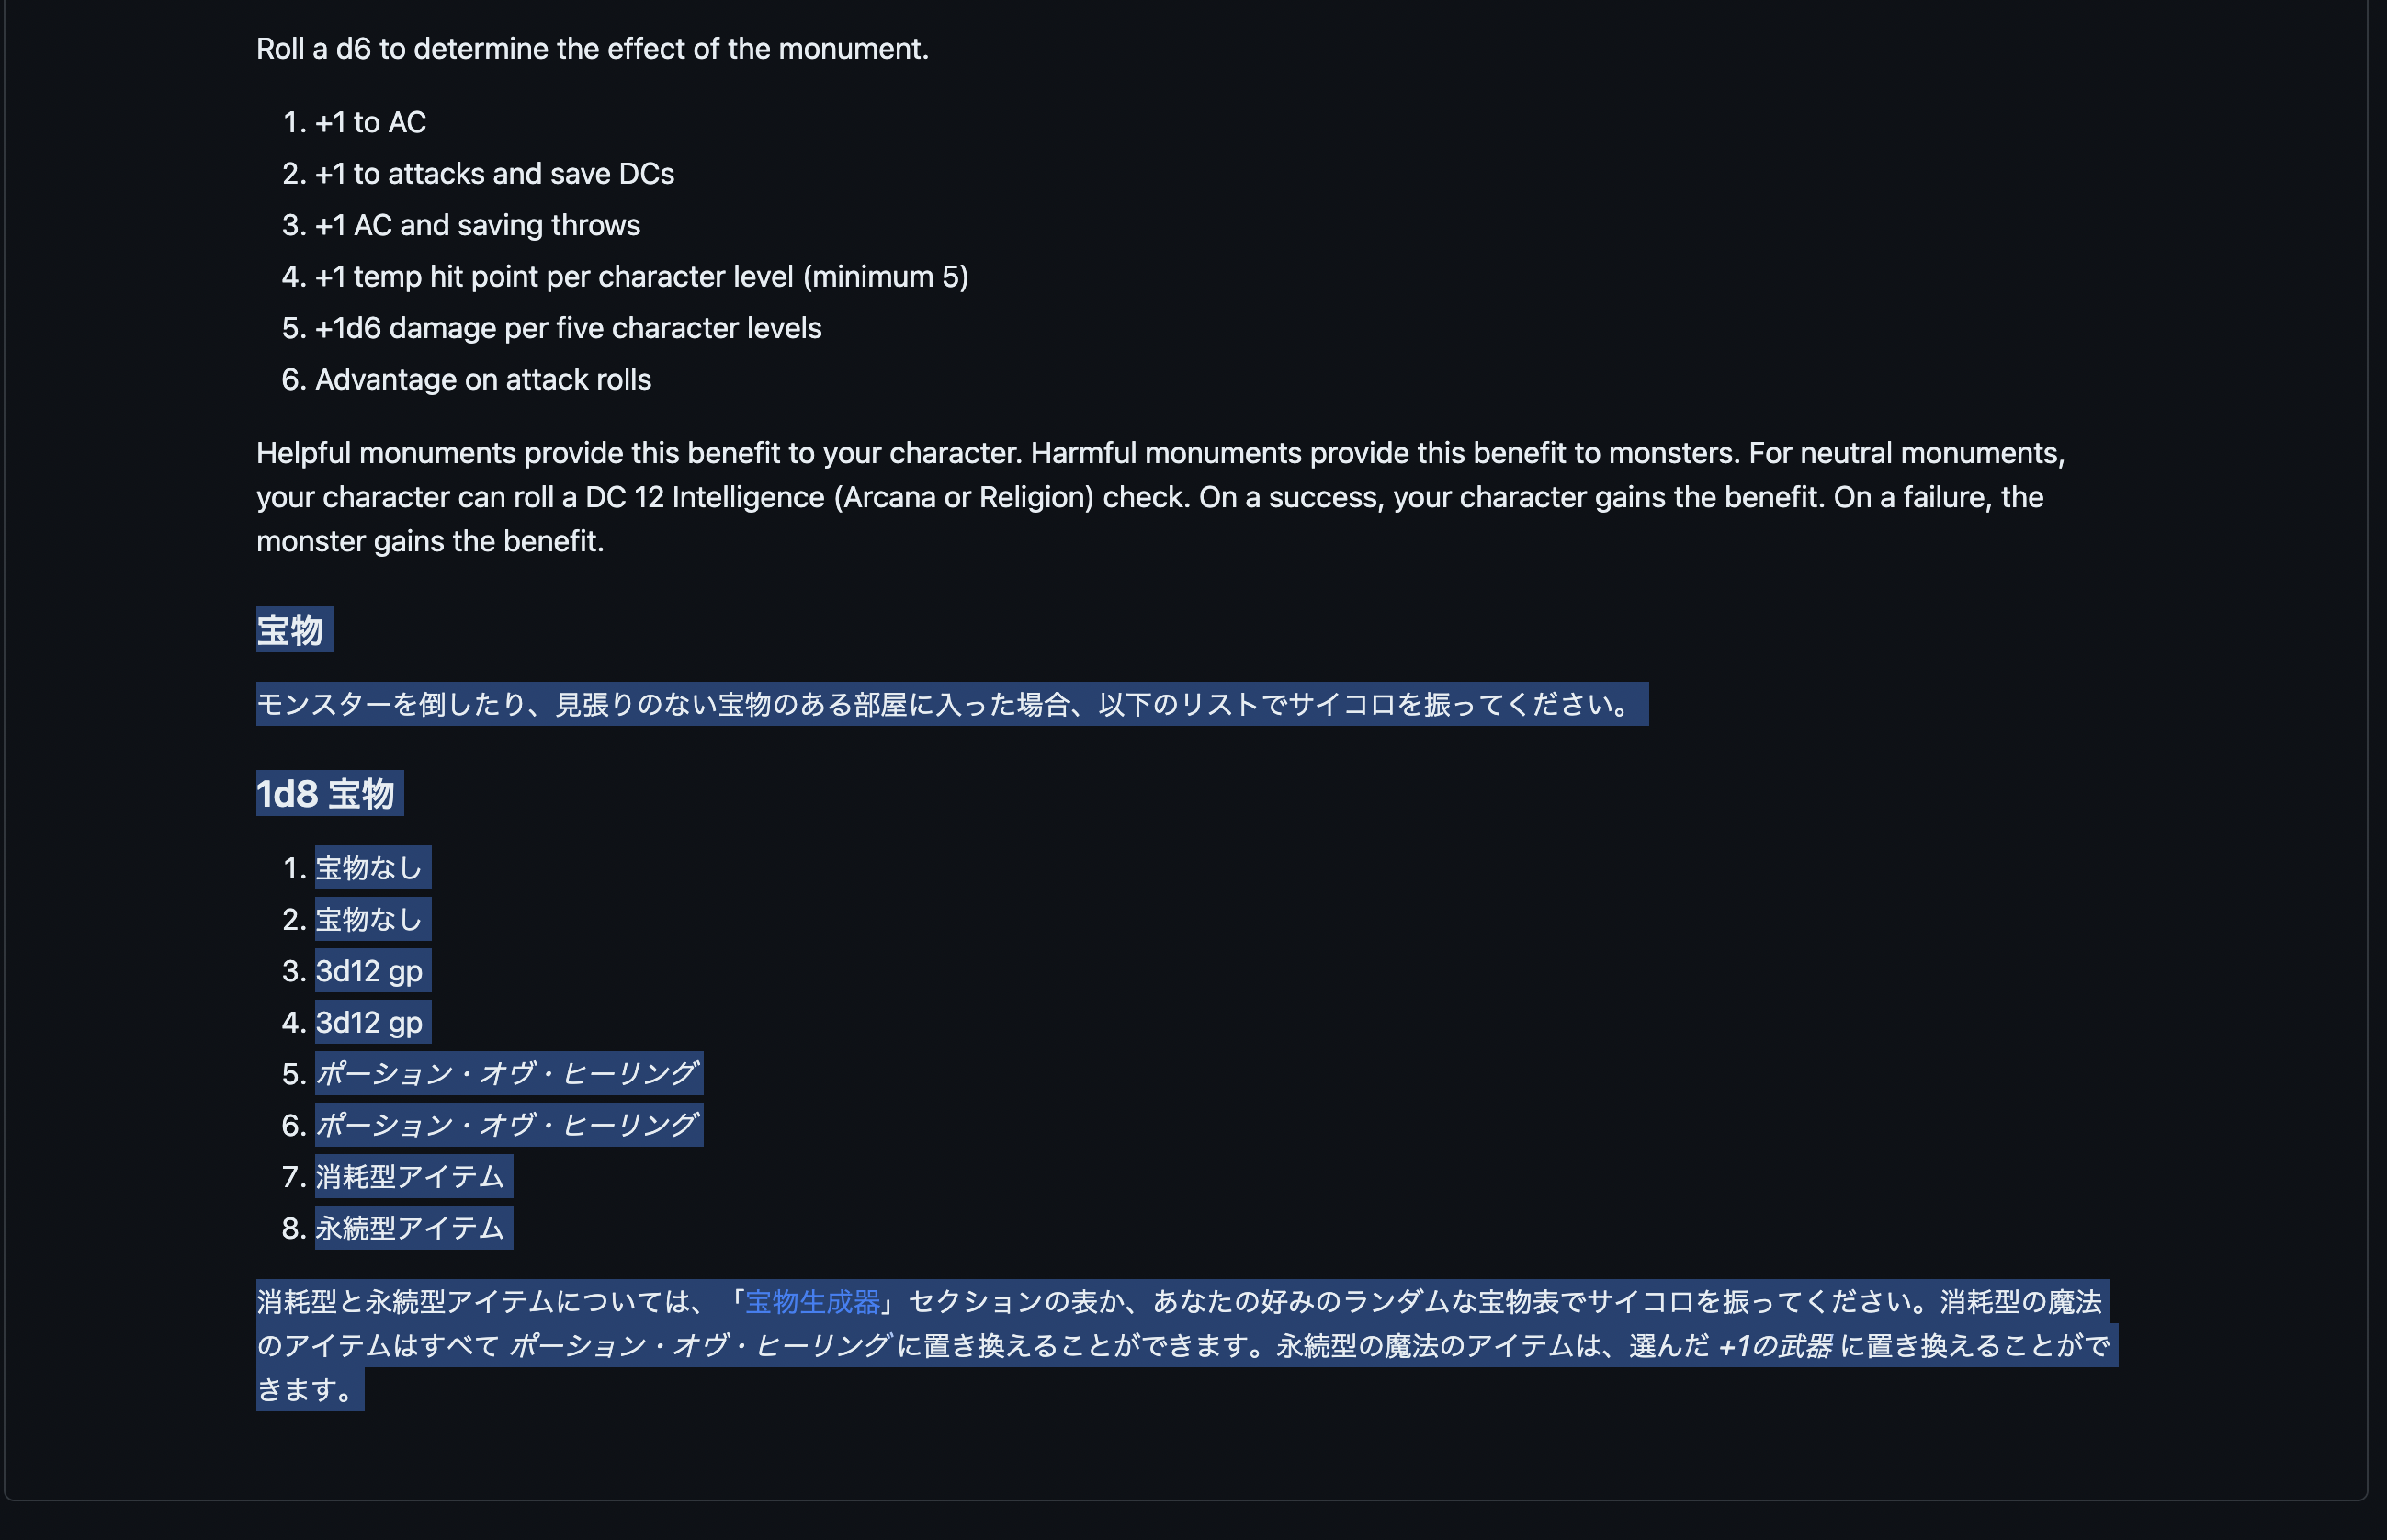 Roll a d6 to determine the effect of the monument.
1. +1 to AC
2. +1 to attacks and save DCs
3. +1 AC and saving throws
4. +1 temp hit point per character level (minimum 5)
5. +1d6 damage per five character levels
6. Advantage on attack rolls
Helpful monuments provide this benefit to your character. Harmful monuments provide this benefit to monsters. For neutral monuments,
your character can roll a DC 12 Intelligence (Arcana or Religion) check. On a success, your character gains the benefit. On a failure, the
monster gains the benefit.
宝物
モンスターを倒したり、見張りのない宝物のある部屋に入った場合、以下のリストでサイコロを振ってください。
1d8 宝物
1. 宝物なし
2. 宝物なし
3. 3d12 gp
4. 3d12 gp
5. ポーション・オヴ・ヒーリング
6. ポーション・オヴ・ヒーリング
7. 消耗型アイテム
8. 永続型アイテム
消耗型と永続型アイテムについては、「宝物生成器」セクションの表か、あなたの好みのランダムな宝物表でサイコロを振ってください。消耗型の魔法
のアイテムはすべて ポーション・オヴ・ヒーリング に置き換えることができます。永続型の魔法のアイテムは、選んだ +1の武器 に置き換えることがで
きます。